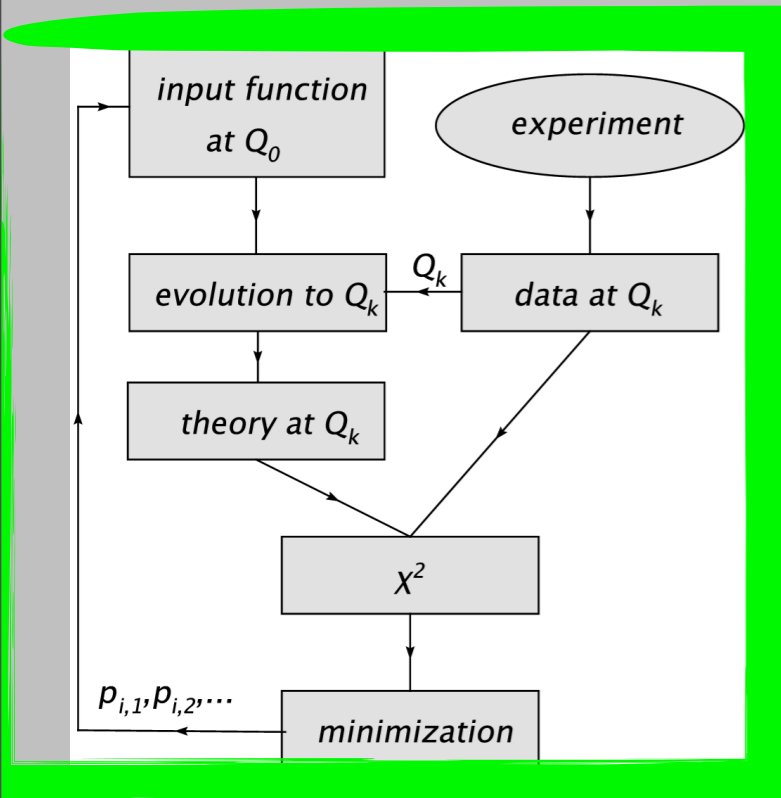 input function
at Q₀
experiment
evolution to Qₖ
Qₖ
data at Qₖ
theory at Qₖ
χ²
pᵢ,₁,pᵢ,₂,...
minimization